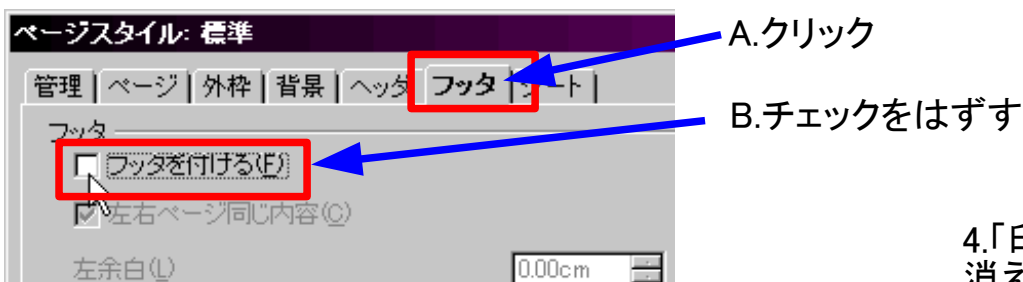 ページスタイル: 標準
A.クリック
管理 ページ 外枠 背景 ヘッダ フッタ シート
B.チェックをはずす
フッタ
フッタを付ける(F)
左右ページ同じ内容(C)
左余白(L) 0.00cm
4.「
消え